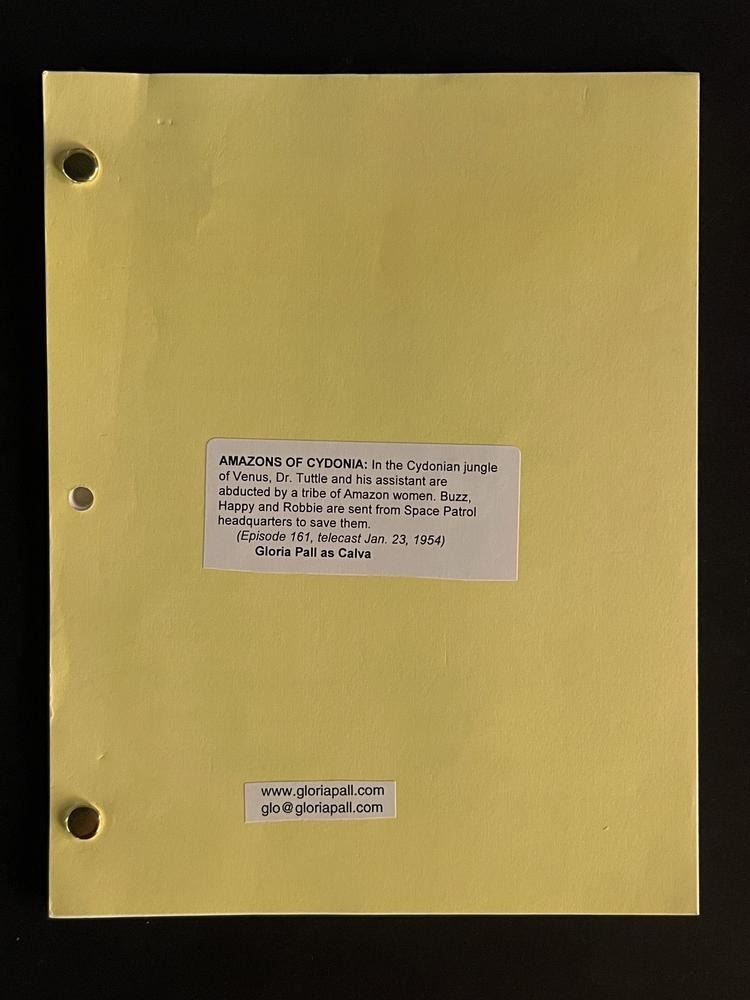 AMAZONS OF CYDONIA: In the Cydonian jungle
of Venus, Dr. Tuttle and his assistant are
abducted by a tribe of Amazon women. Buzz,
Happy and Robbie are sent from Space Patrol
headquarters to save them.
(Episode 161, telecast Jan. 23, 1954)
Gloria Pall as Calva
www.gloriapall.com
glo@gloriapall.com